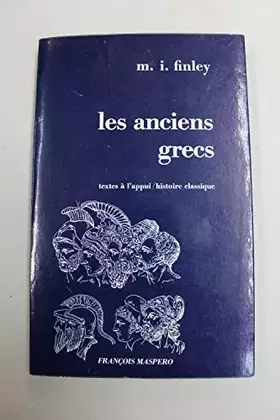 m. i. finley
les anciens
grecs
textes à l'appui/histoire classique
FRANÇOIS MASPERO